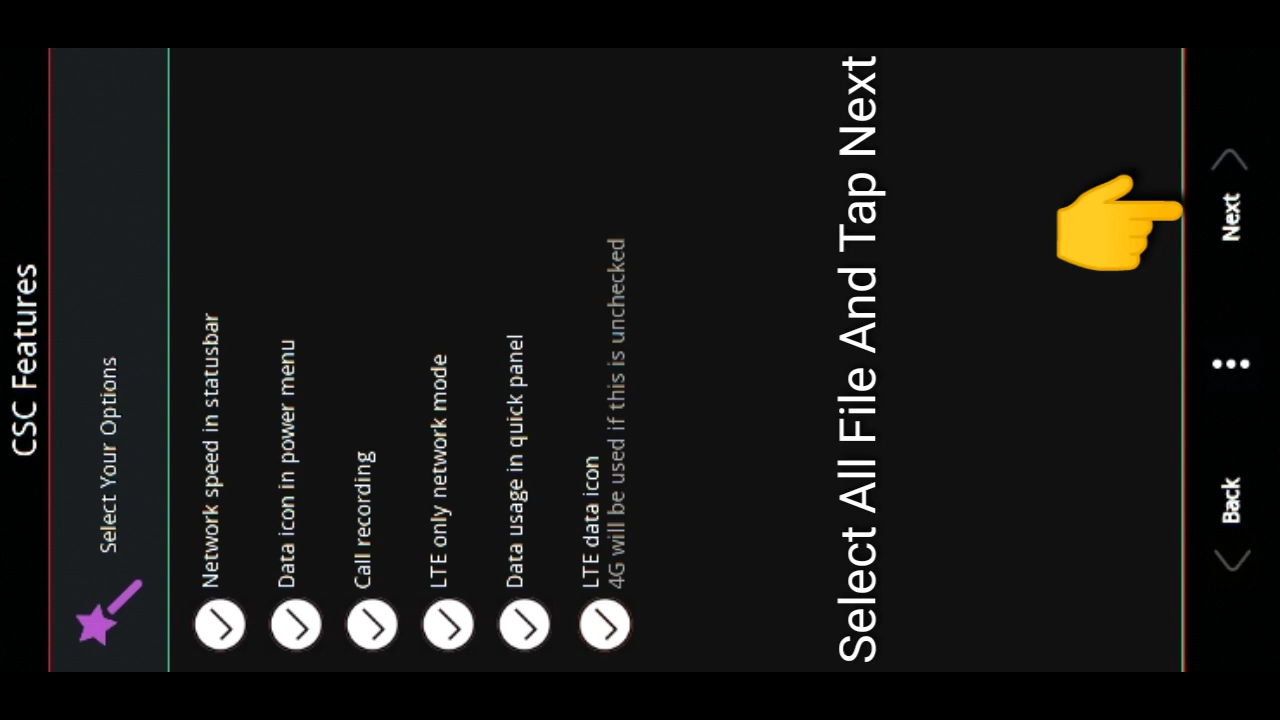 CSC Features
Select Your Options
Network speed in statusbar
Data icon in power menu
Call recording
LTE only network mode
Data usage in quick panel
LTE data icon
4G will be used if this is unchecked
Select All File And Tap Next
Back
Next